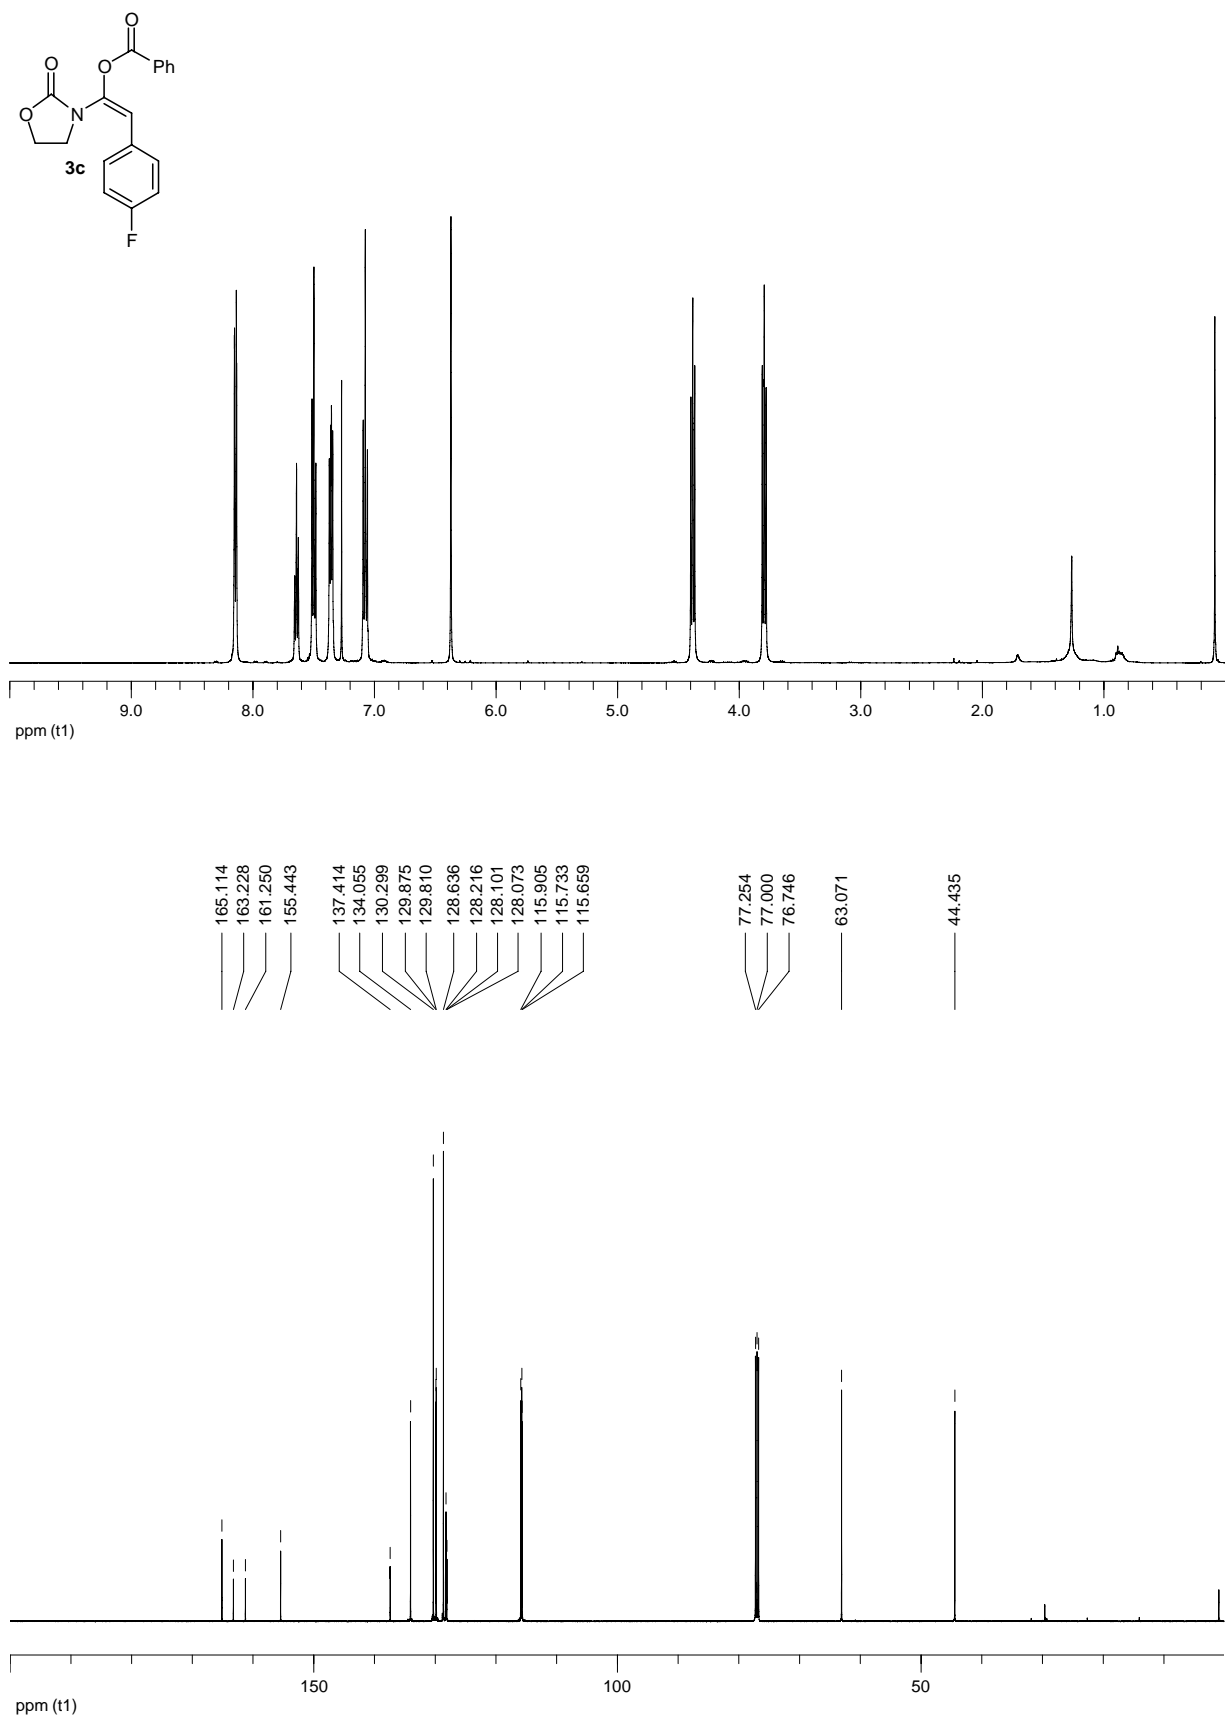 O
O
Ph
O
O
N
3c
F
9.0 8.0 7.0 6.0 5.0 4.0 3.0 2.0 1.0
ppm (t1)
165.114
163.228
161.250
155.443
137.414
134.055
130.299
129.875
129.810
128.636
128.216
128.101
128.073
115.905
115.733
115.659
77.254
77.000
76.746
63.071
44.435
150 100 50
ppm (t1)